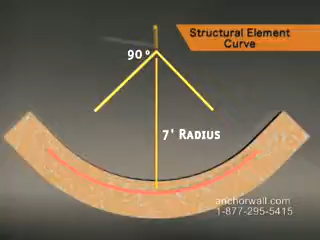 Structural Element
Curve
90°
7' RADIUS
anchorwall.com
1-877-295-5415